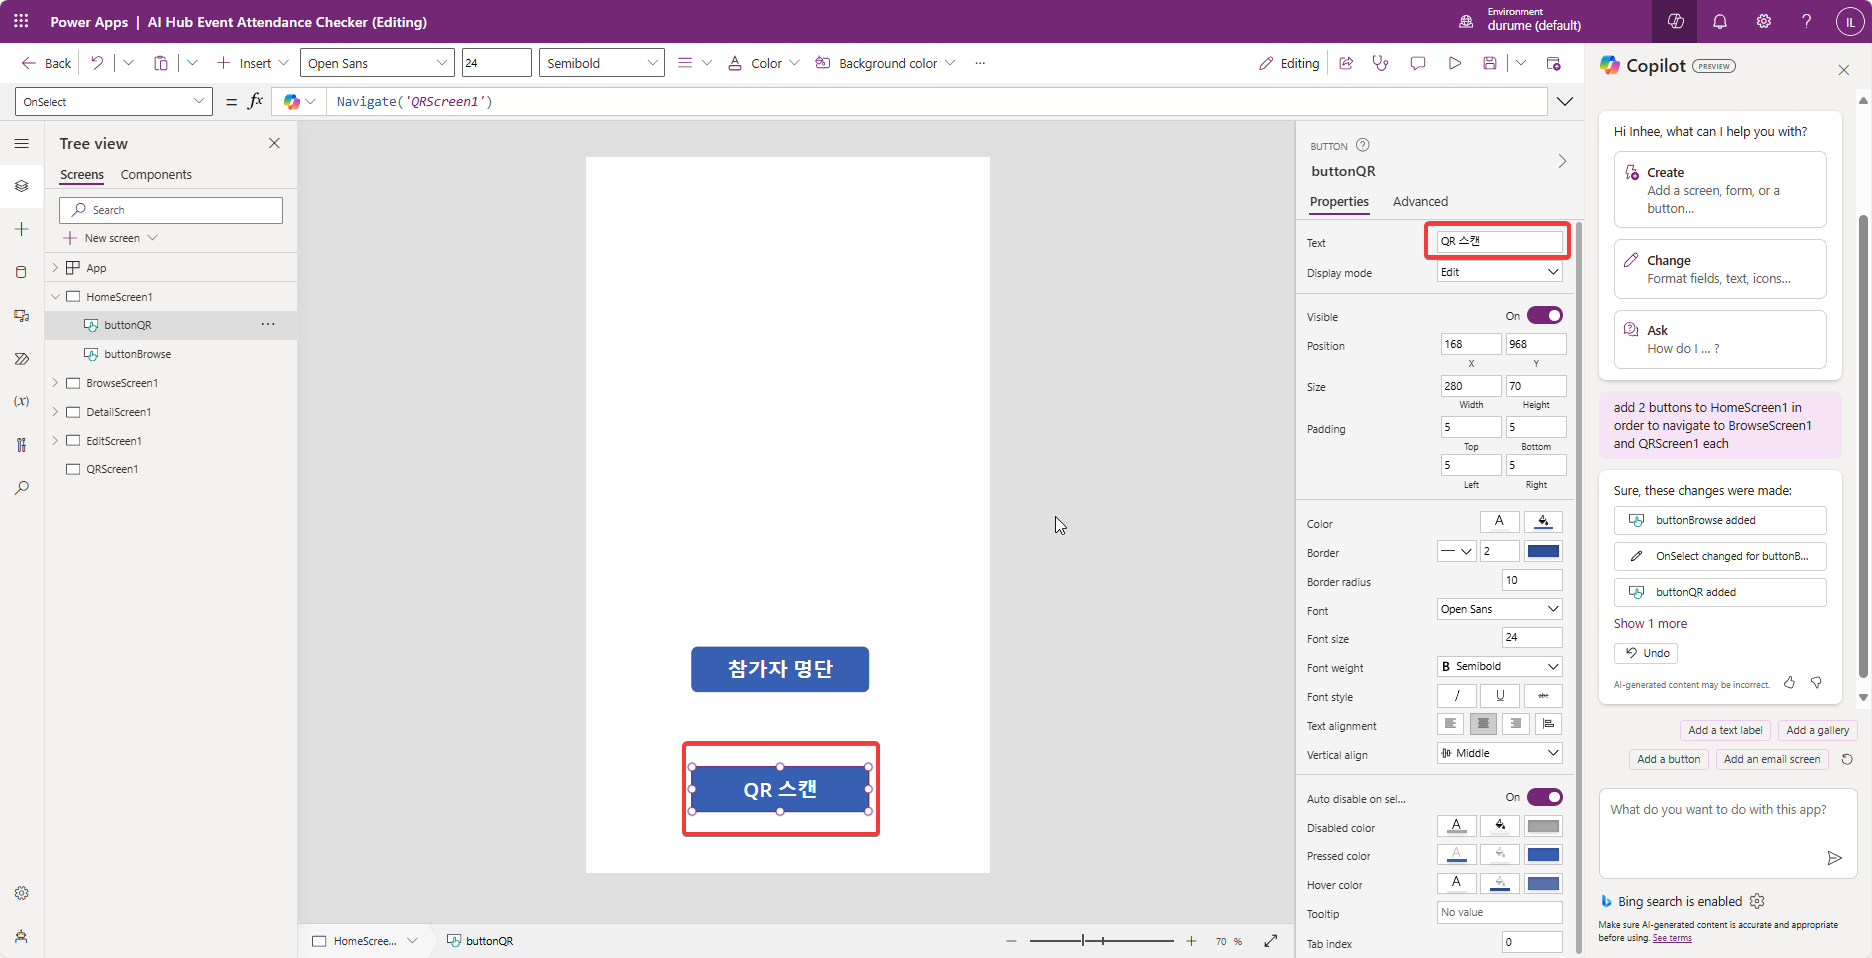 Power Apps | AI Hub Event Attendance Checker (Editing)
Environment
durume (default)
IL
Back
Insert
Open Sans
24
Semibold
Color
Background color
Editing
OnSelect
= fx
Navigate('QRScreen1')
Tree view
Screens
Components
Search
New screen
App
HomeScreen1
buttonQR
buttonBrowse
BrowseScreen1
DetailScreen1
EditScreen1
QRScreen1
참가자 명단
QR 스캔
HomeScree...
buttonQR
70 %
BUTTON
buttonQR
Properties
Advanced
Text
QR 스캔
Display mode
Edit
Visible
On
Position
168
968
X
Y
Size
280
70
Width
Height
Padding
5
5
Top
Bottom
5
5
Left
Right
Color
Border
2
Border radius
10
Font
Open Sans
Font size
24
Font weight
B Semibold
Font style
/ U abc
Text alignment
Vertical align
Middle
Auto disable on sel...
On
Disabled color
Pressed color
Hover color
Tooltip
No value
Tab index
0
Copilot PREVIEW
Hi Inhee, what can I help you with?
Create
Add a screen, form, or a
button...
Change
Format fields, text, icons...
Ask
How do I ... ?
add 2 buttons to HomeScreen1 in
order to navigate to BrowseScreen1
and QRScreen1 each
Sure, these changes were made:
buttonBrowse added
OnSelect changed for buttonB...
buttonQR added
Show 1 more
Undo
AI-generated content may be incorrect.
Add a text label
Add a gallery
Add a button
Add an email screen
What do you want to do with this app?
Bing search is enabled
Make sure AI-generated content is accurate and appropriate
before using. See terms